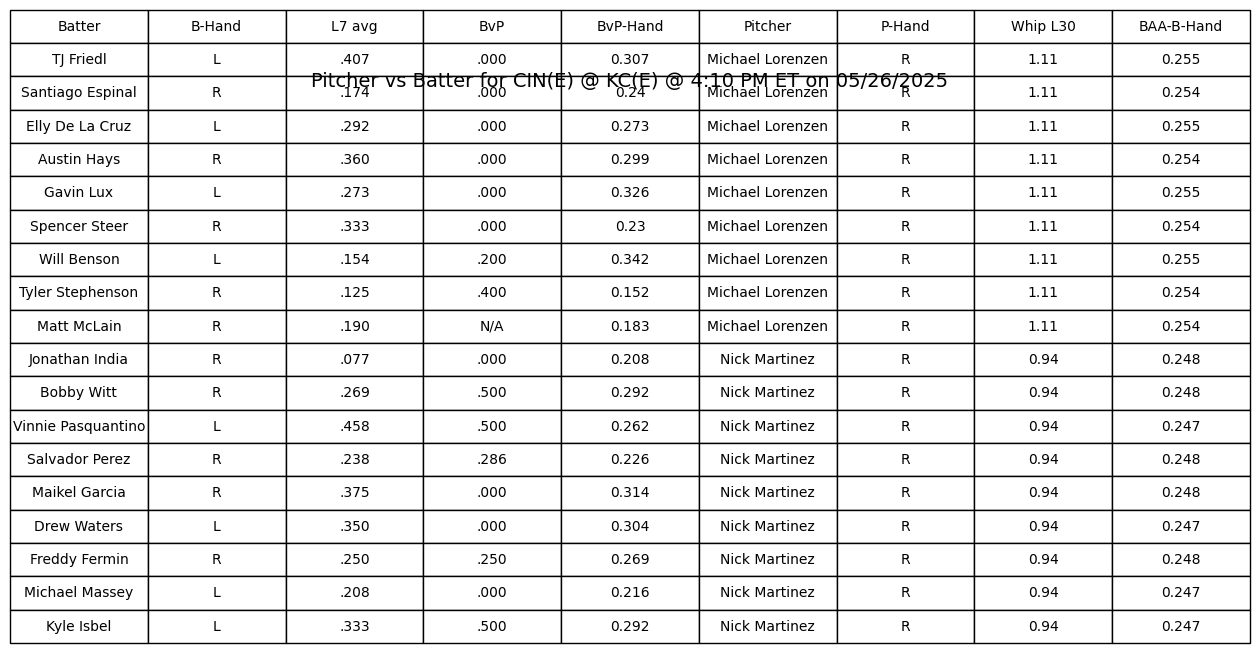 Batter B-Hand L7 avg BvP BvP-Hand Pitcher P-Hand Whip L30 BAA-B-Hand
TJ Friedl L .407 .000 0.307 Michael Lorenzen R 1.11 0.255
Pitcher vs Batter for CIN(E) @ KC(E) @ 4:10 PM ET on 05/26/2025
Santiago Espinal R .174 .000 0.24 Michael Lorenzen R 1.11 0.254
Elly De La Cruz L .292 .000 0.273 Michael Lorenzen R 1.11 0.255
Austin Hays R .360 .000 0.299 Michael Lorenzen R 1.11 0.254
Gavin Lux L .273 .000 0.326 Michael Lorenzen R 1.11 0.255
Spencer Steer R .333 .000 0.23 Michael Lorenzen R 1.11 0.254
Will Benson L .154 .200 0.342 Michael Lorenzen R 1.11 0.255
Tyler Stephenson R .125 .400 0.152 Michael Lorenzen R 1.11 0.254
Matt McLain R .190 N/A 0.183 Michael Lorenzen R 1.11 0.254
Jonathan India R .077 .000 0.208 Nick Martinez R 0.94 0.248
Bobby Witt R .269 .500 0.292 Nick Martinez R 0.94 0.248
Vinnie Pasquantino L .458 .500 0.262 Nick Martinez R 0.94 0.247
Salvador Perez R .238 .286 0.226 Nick Martinez R 0.94 0.248
Maikel Garcia R .375 .000 0.314 Nick Martinez R 0.94 0.248
Drew Waters L .350 .000 0.304 Nick Martinez R 0.94 0.247
Freddy Fermin R .250 .250 0.269 Nick Martinez R 0.94 0.248
Michael Massey L .208 .000 0.216 Nick Martinez R 0.94 0.247
Kyle Isbel L .333 .500 0.292 Nick Martinez R 0.94 0.247